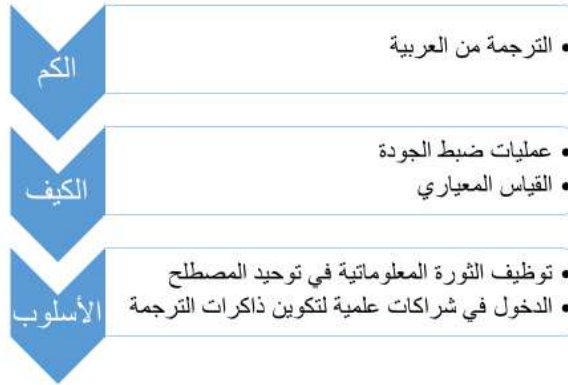 الكم
• الترجمة من العربية
الكيف
• عمليات ضبط الجودة
• القياس المعياري
الأسلوب
• توظيف الثورة المعلوماتية في توحيد المصطلح
• الدخول في شراكات علمية لتكوين ذاكرات الترجمة